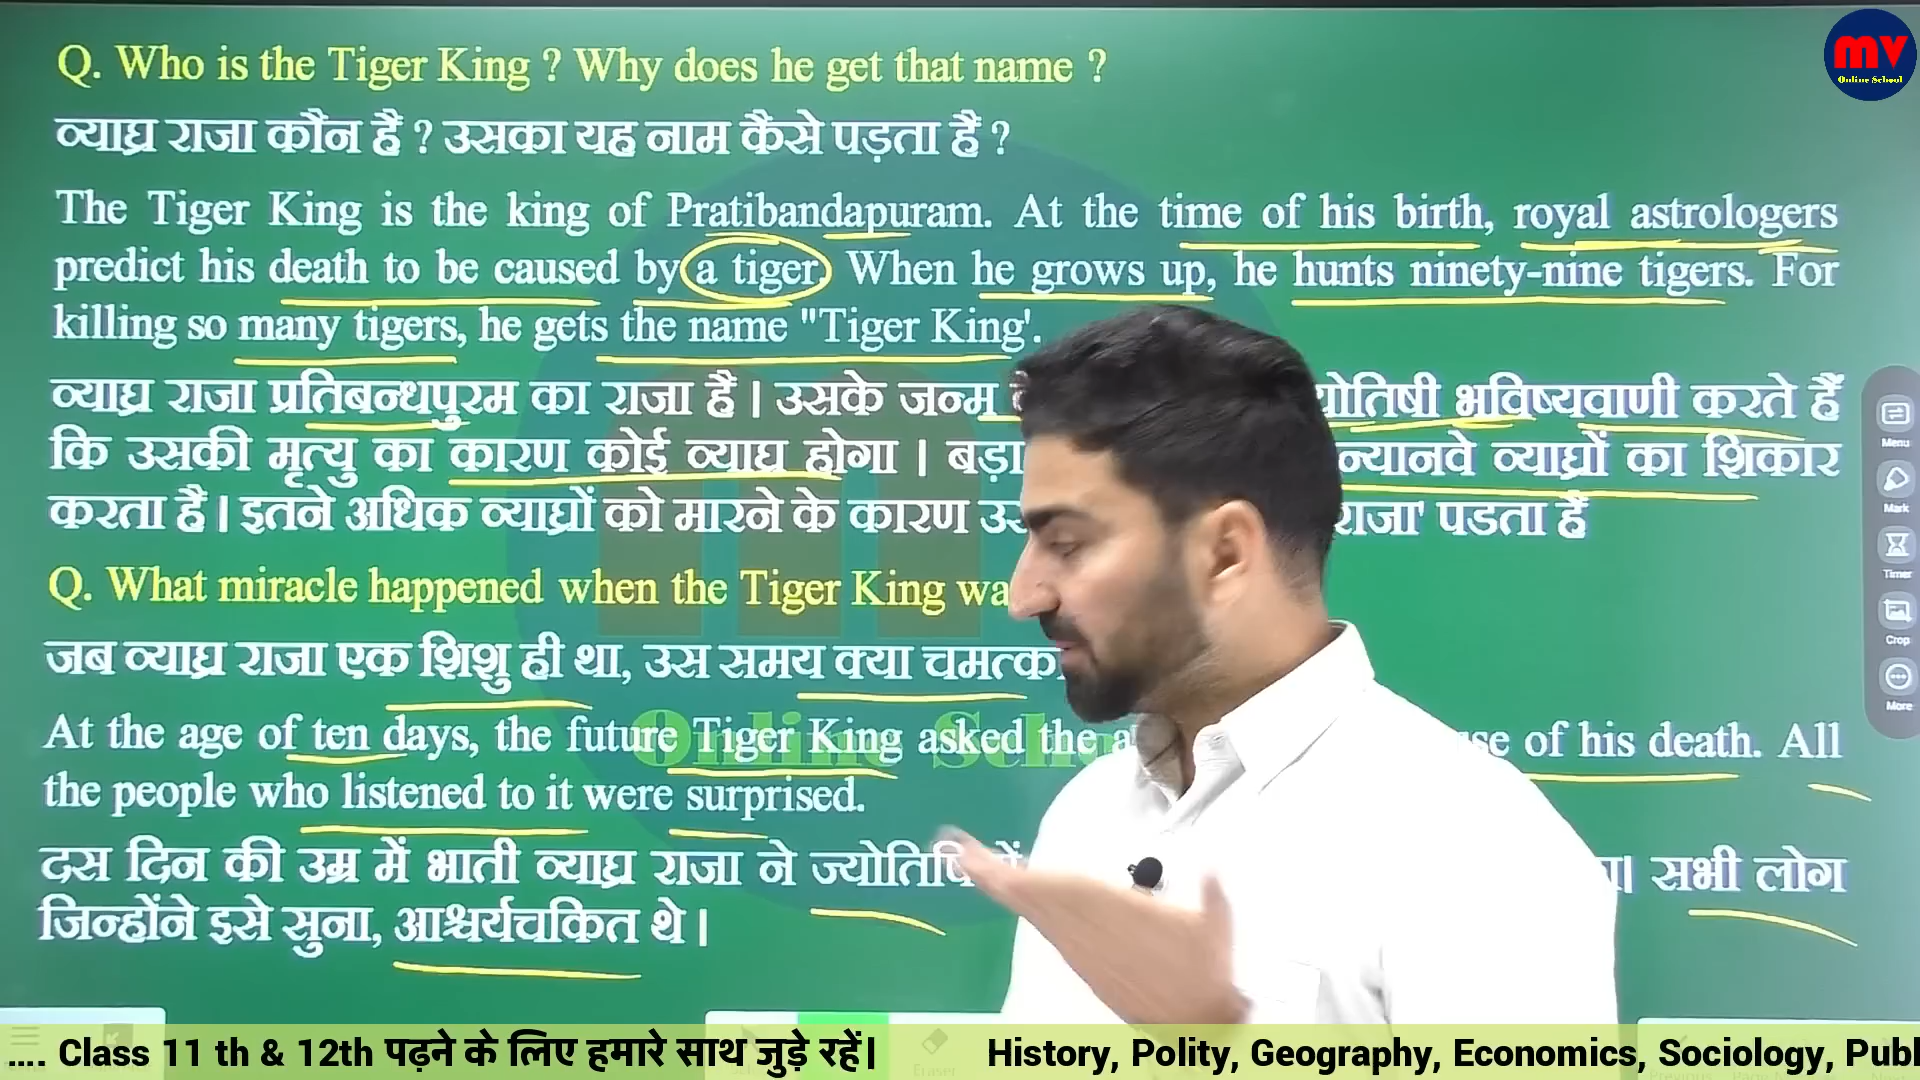 Q. Who is the Tiger King ? Why does he get that name ?
mv
Online School
व्याघ्र राजा कौन है ? उसका यह नाम कैसे पड़ता है ?
The Tiger King is the king of Pratibandapuram. At the time of his birth, royal astrologers
predict his death to be caused by a tiger. When he grows up, he hunts ninety-nine tigers. For
killing so many tigers, he gets the name "Tiger King'.
व्याघ्र राजा प्रतिबन्धपुरम का राजा है । उसके जन्म भविष्यवाणी करते हैं
कि उसकी मृत्यु का कारण कोई व्याघ्र होगा । व्याघ्रों का शिकार
करता है । इतने अधिक व्याघ्रों को मारने के कारण राजा' पडता हैं
Q. What miracle happened when the Tiger King
जब व्याघ्र राजा एक शिशु ही था, उस समय क्या
At the age of ten days, the future Tiger King asked the of his death. All
the people who listened to it were surprised.
दस दिन की उम्र में भाती व्याघ्र राजा ने सभी लोग
जिन्होंने इसे सुना, आश्चर्यचकित थे ।
Menu
Mark
Timer
Crop
More
Online
Eraser
.... Class 11 th & 12th पढ़ने के लिए हमारे साथ जुड़े रहें। History, Polity, Geography, Economics, Sociology,